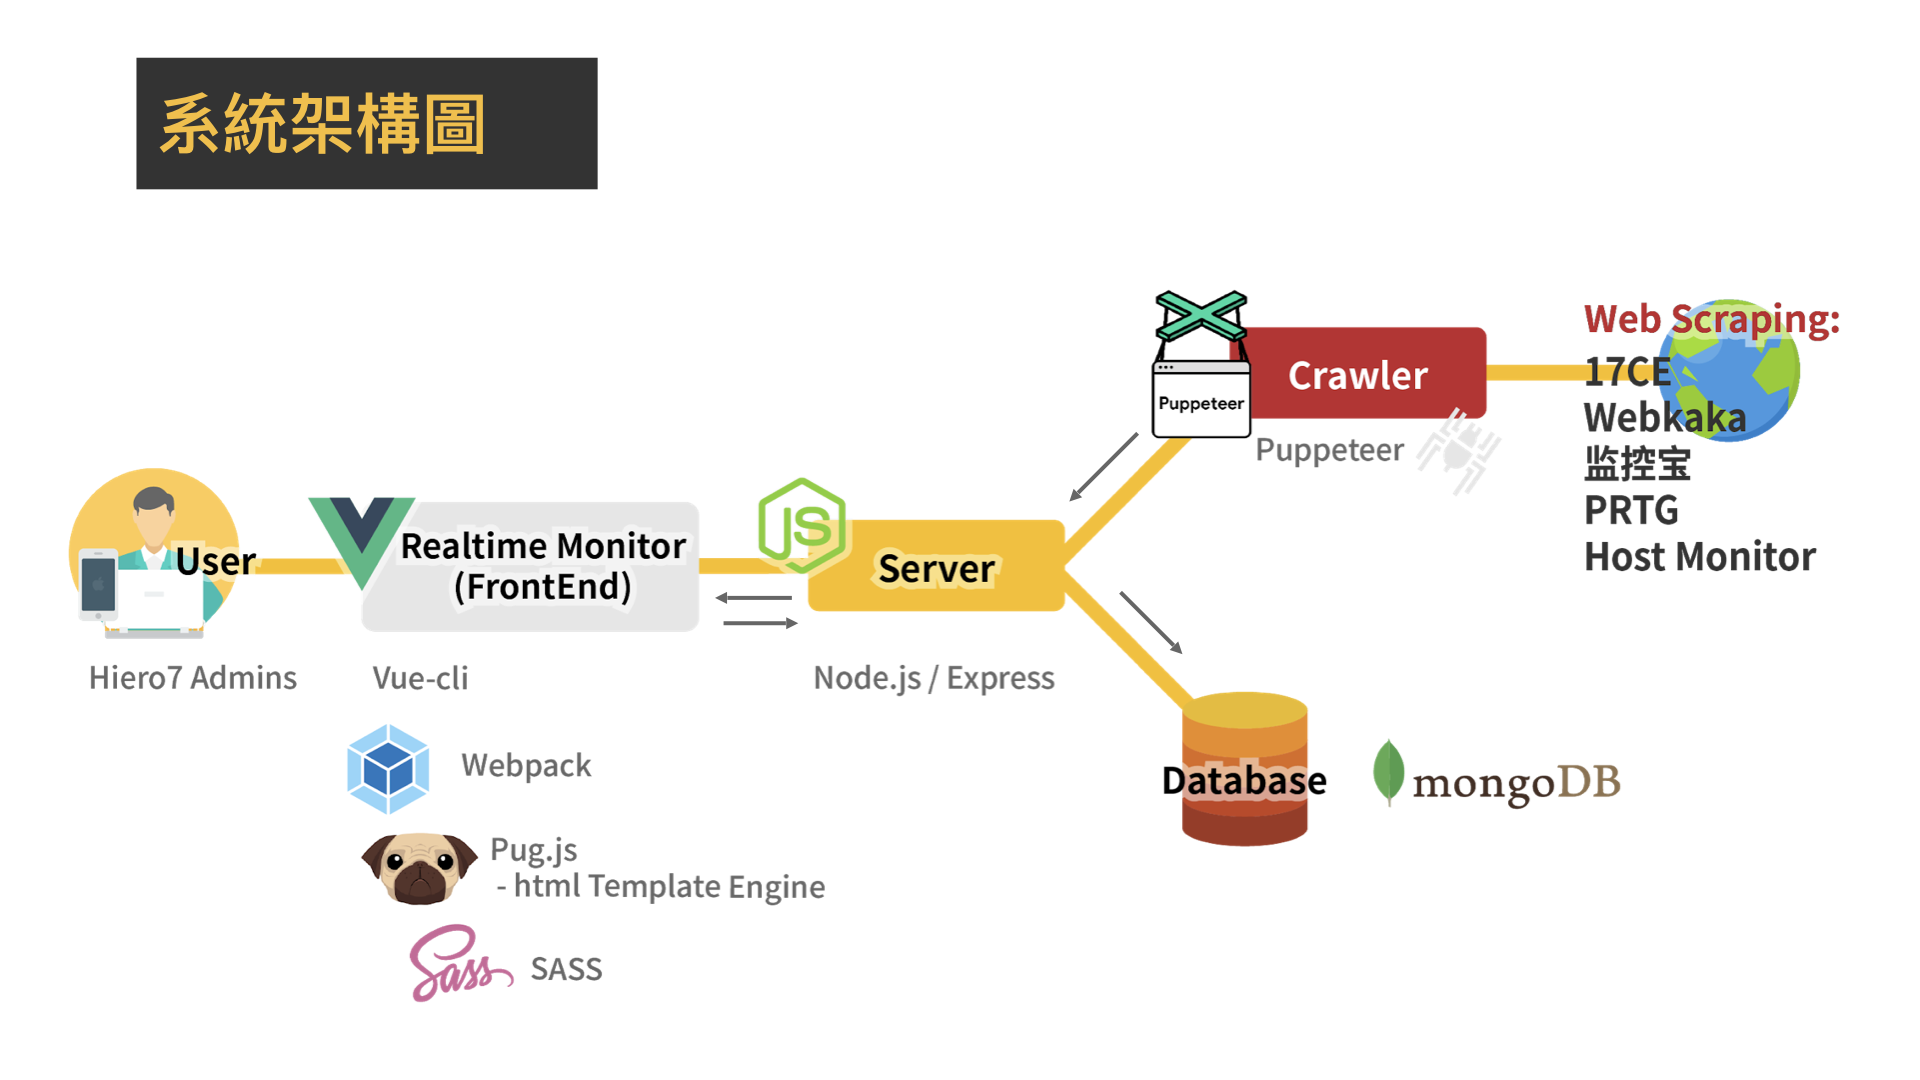 系統架構圖
Web Scraping:
17CE
Webkaka
监控宝
PRTG
Host Monitor
Crawler
Puppeteer
Puppeteer
User
Realtime Monitor
(FrontEnd)
JS
Server
Hiero7 Admins
Vue-cli
Node.js / Express
Webpack
Database
mongoDB
Pug.js
- html Template Engine
Sass
SASS